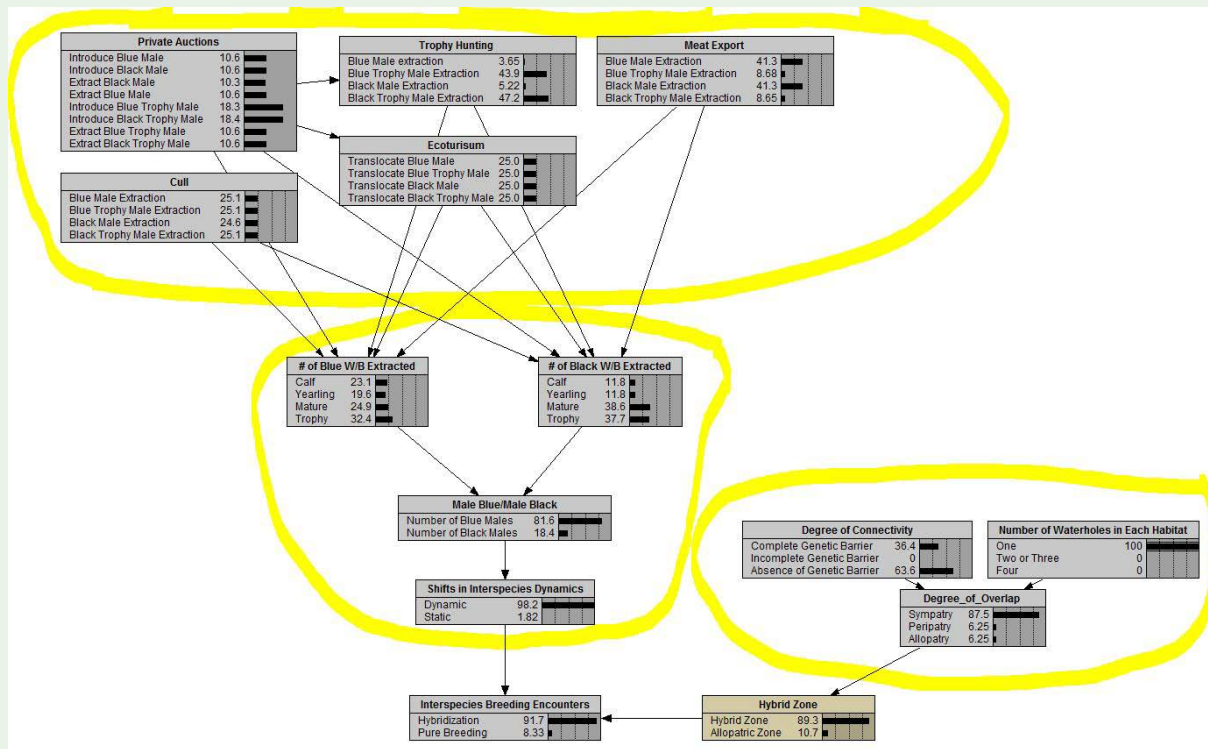 Private Auctions
Introduce Blue Male 10.6
Introduce Black Male 10.6
Extract Black Male 10.3
Extract Blue Male 10.6
Introduce Blue Trophy Male 18.3
Introduce Black Trophy Male 18.4
Extract Blue Trophy Male 10.6
Extract Black Trophy Male 10.6
Trophy Hunting
Blue Male extraction 3.65
Blue Trophy Male Extraction 43.9
Black Male Extraction 5.22
Black Trophy Male Extraction 47.2
Meat Export
Blue Male Extraction 41.3
Blue Trophy Male Extraction 8.68
Black Male Extraction 41.3
Black Trophy Male Extraction 8.65
Ecoturisum
Translocate Blue Male 25.0
Translocate Blue Trophy Male 25.0
Translocate Black Male 25.0
Translocate Black Trophy Male 25.0
Cull
Blue Male Extraction 25.1
Blue Trophy Male Extraction 25.1
Black Male Extraction 24.6
Black Trophy Male Extraction 25.1
# of Blue W/B Extracted
Calf 23.1
Yearling 19.6
Mature 24.9
Trophy 32.4
# of Black W/B Extracted
Calf 11.8
Yearling 11.8
Mature 38.6
Trophy 37.7
Male Blue/Male Black
Number of Blue Males 81.6
Number of Black Males 18.4
Degree of Connectivity
Complete Genetic Barrier 36.4
Incomplete Genetic Barrier 0
Absence of Genetic Barrier 63.6
Number of Waterholes in Each Habitat
One 100
Two or Three 0
Four 0
Shifts in Interspecies Dynamics
Dynamic 98.2
Static 1.82
Degree_of_Overlap
Sympatry 87.5
Peripatry 6.25
Allopatry 6.25
Interspecies Breeding Encounters
Hybridization 91.7
Pure Breeding 8.33
Hybrid Zone
Hybrid Zone 89.3
Allopatric Zone 10.7